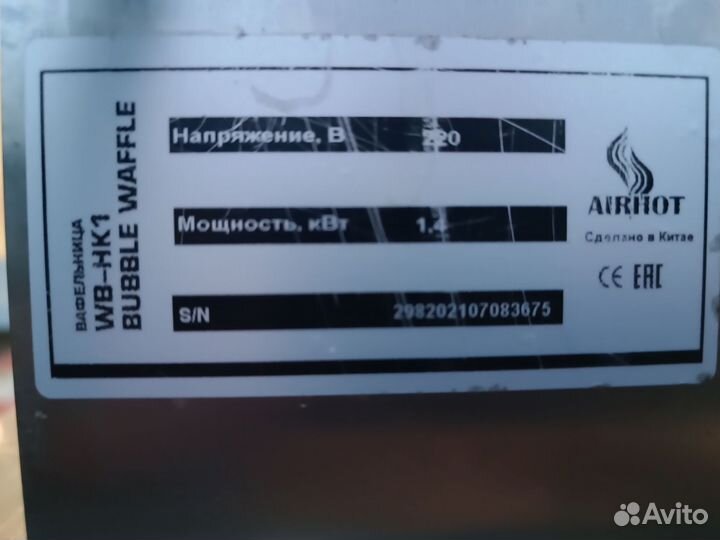 ВАФЕЛЬНИЦА
WB-HK1
BUBBLE WAFFLE
Напряжение, В 220
Мощность, кВт 1.4
S/N 298202107083675
AIRHOT
Сделано в Китае
CE EAC
Avito